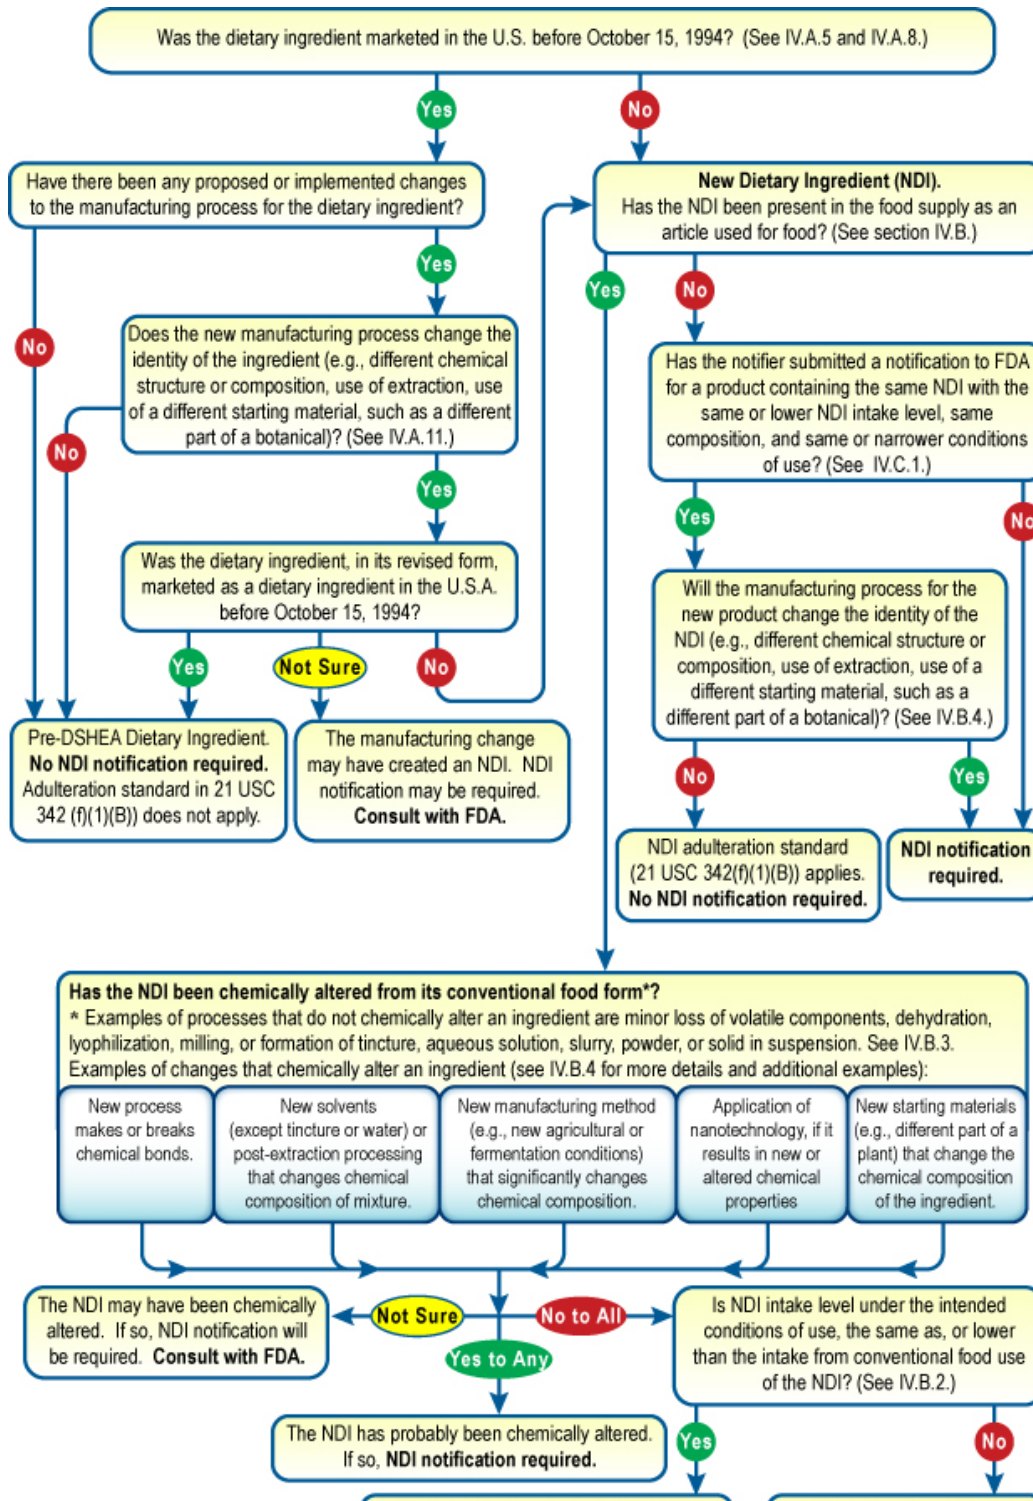 Was the dietary ingredient marketed in the U.S. before October 15, 1994? (See IV.A.5 and IV.A.8.)
Yes
No
Have there been any proposed or implemented changes
to the manufacturing process for the dietary ingredient?
New Dietary Ingredient (NDI).
Has the NDI been present in the food supply as an
article used for food? (See section IV.B.)
No
Yes
Yes
No
Does the new manufacturing process change the
identity of the ingredient (e.g., different chemical
structure or composition, use of extraction, use
of a different starting material, such as a different
part of a botanical)? (See IV.A.11.)
Has the notifier submitted a notification to FDA
for a product containing the same NDI with the
same or lower NDI intake level, same
composition, and same or narrower conditions
of use? (See IV.C.1.)
No
Yes
Yes
No
Was the dietary ingredient, in its revised form,
marketed as a dietary ingredient in the U.S.A.
before October 15, 1994?
Will the manufacturing process for the
new product change the identity of the
NDI (e.g., different chemical structure or
composition, use of extraction, use of a
different starting material, such as a
different part of a botanical)? (See IV.B.4.)
Yes
Not Sure
No
Pre-DSHEA Dietary Ingredient.
No NDI notification required.
Adulteration standard in 21 USC
342 (f)(1)(B)) does not apply.
The manufacturing change
may have created an NDI. NDI
notification may be required.
Consult with FDA.
No
Yes
NDI adulteration standard
(21 USC 342(f)(1)(B)) applies.
No NDI notification required.
NDI notification
required.
Has the NDI been chemically altered from its conventional food form*?
* Examples of processes that do not chemically alter an ingredient are minor loss of volatile components, dehydration,
lyophilization, milling, or formation of tincture, aqueous solution, slurry, powder, or solid in suspension. See IV.B.3.
Examples of changes that chemically alter an ingredient (see IV.B.4 for more details and additional examples):
New process
makes or breaks
chemical bonds.
New solvents
(except tincture or water) or
post-extraction processing
that changes chemical
composition of mixture.
New manufacturing method
(e.g., new agricultural or
fermentation conditions)
that significantly changes
chemical composition.
Application of
nanotechnology, if it
results in new or
altered chemical
properties
New starting materials
(e.g., different part of a
plant) that change the
chemical composition
of the ingredient.
The NDI may have been chemically
altered. If so, NDI notification will
be required. Consult with FDA.
Not Sure
No to All
Yes to Any
Is NDI intake level under the intended
conditions of use, the same as, or lower
than the intake from conventional food use
of the NDI? (See IV.B.2.)
The NDI has probably been chemically altered.
If so, NDI notification required.
Yes
No